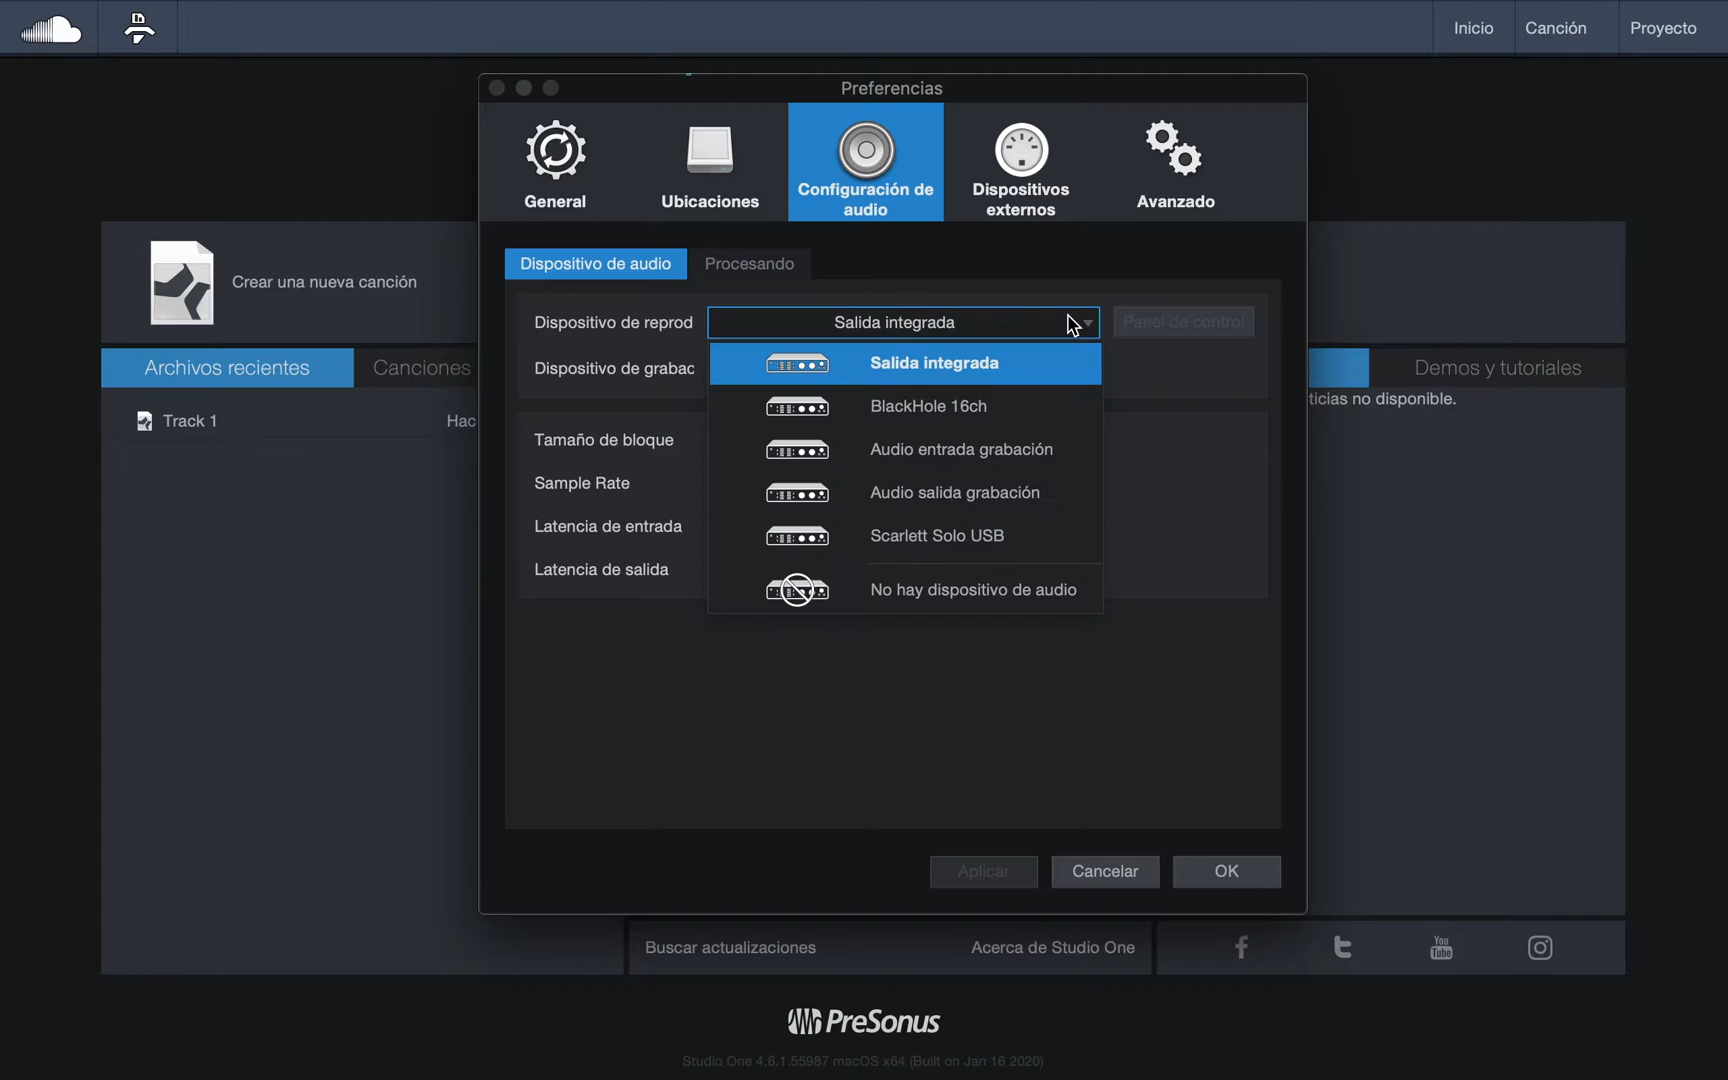 Inicio
Canción
Proyecto
Preferencias
General
Ubicaciones
Configuración de
audio
Dispositivos
externos
Avanzado
Dispositivo de audio
Procesando
Crear una nueva canción
Dispositivo de reprod
Salida integrada
Panel de control
Dispositivo de grabac
Salida integrada
BlackHole 16ch
Audio entrada grabación
Audio salida grabación
Scarlett Solo USB
No hay dispositivo de audio
Archivos recientes
Canciones
Demos y tutoriales
Track 1
Hac
ticias no disponible.
Tamaño de bloque
Sample Rate
Latencia de entrada
Latencia de salida
Aplicar
Cancelar
OK
Buscar actualizaciones
Acerca de Studio One
You
Tube
PreSonus
Studio One 4.6.1.55987 macOS x64 (Built on Jan 16 2020)